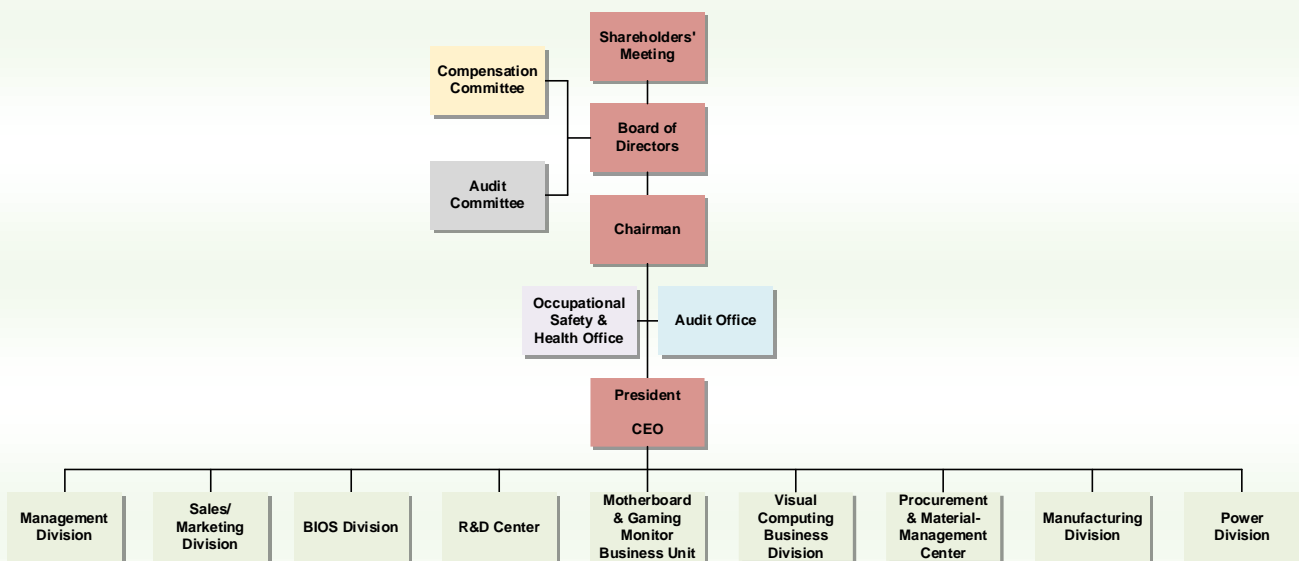 Shareholders'
Meeting
Compensation
Committee
Board of
Directors
Audit
Committee
Chairman
Occupational
Safety &
Health Office
Audit Office
President
CEO
Management
Division
Sales/
Marketing
Division
BIOS Division
R&D Center
Motherboard
& Gaming
Monitor
Business Unit
Visual
Computing
Business
Division
Procurement
& Material-
Management
Center
Manufacturing
Division
Power
Division